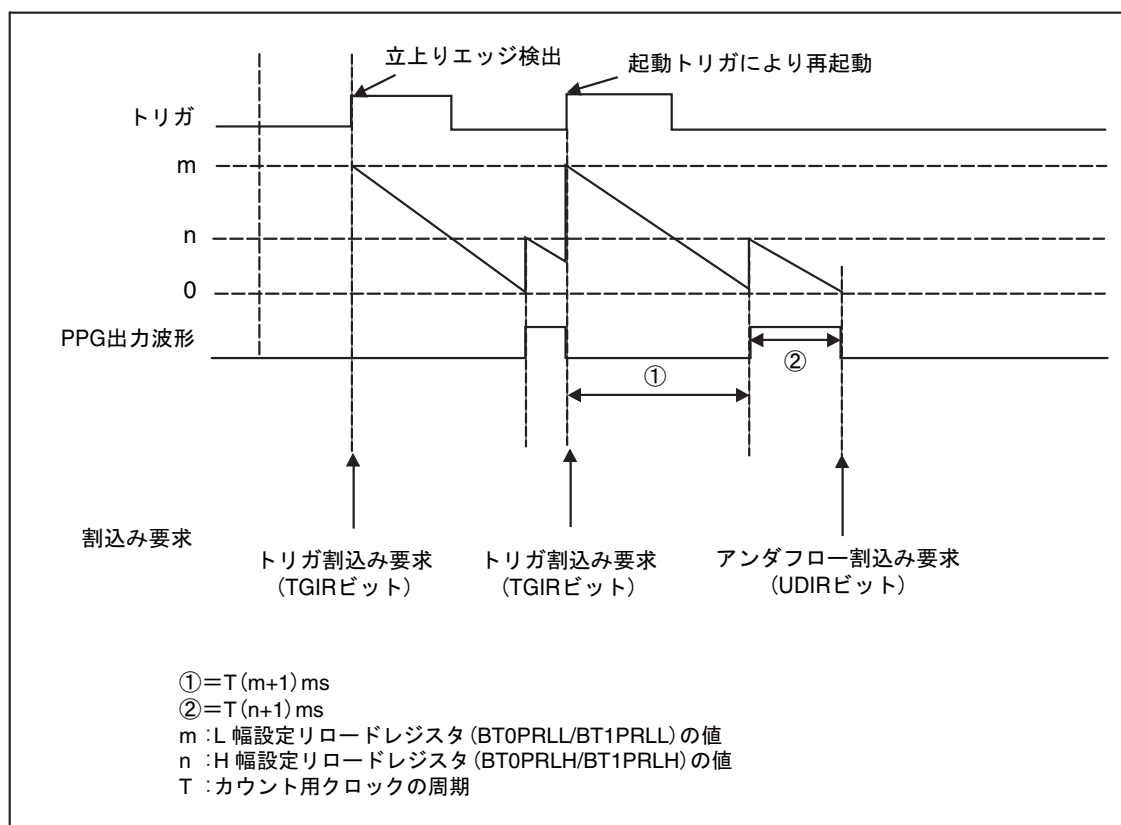 立上りエッジ検出
起動トリガにより再起動
トリガ
m
n
0
PPG出力波形
①
②
割込み要求
トリガ割込み要求
(TGIRビット)
トリガ割込み要求
(TGIRビット)
アンダフロー割込み要求
(UDIRビット)
①=T(m+1)ms
②=T(n+1)ms
m :L 幅設定リロードレジスタ(BT0PRLL/BT1PRLL)の値
n :H 幅設定リロードレジスタ(BT0PRLH/BT1PRLH)の値
T :カウント用クロックの周期